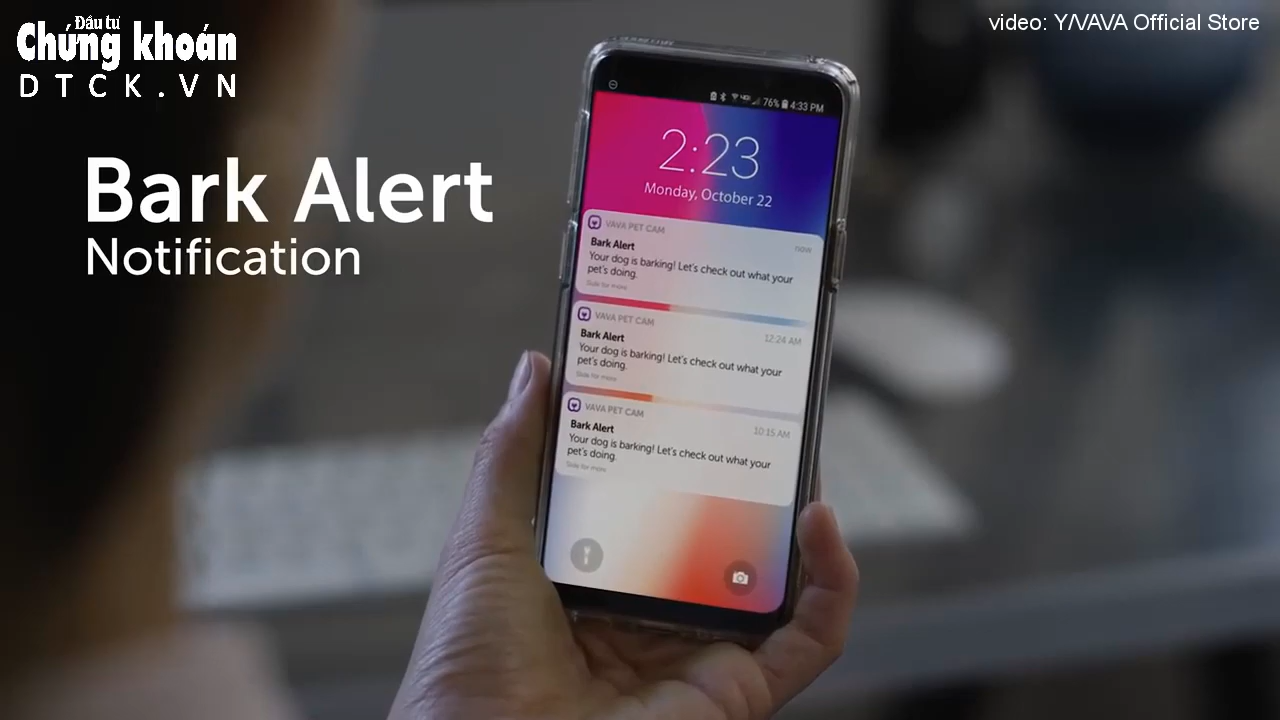 Đầu tư
Chứng khoán
DTCK.VN
video: Y/VAVA Official Store
Bark Alert
Notification
76% 4:33 PM
2:23
Monday, October 22
VAVA PET CAM
now
Bark Alert
Your dog is barking! Let's check out what your
pet's doing.
Slide for more
VAVA PET CAM
12:24 AM
Bark Alert
Your dog is barking! Let's check out what your
pet's doing.
Slide for more
VAVA PET CAM
10:15 AM
Bark Alert
Your dog is barking! Let's check out what your
pet's doing.
Slide for more